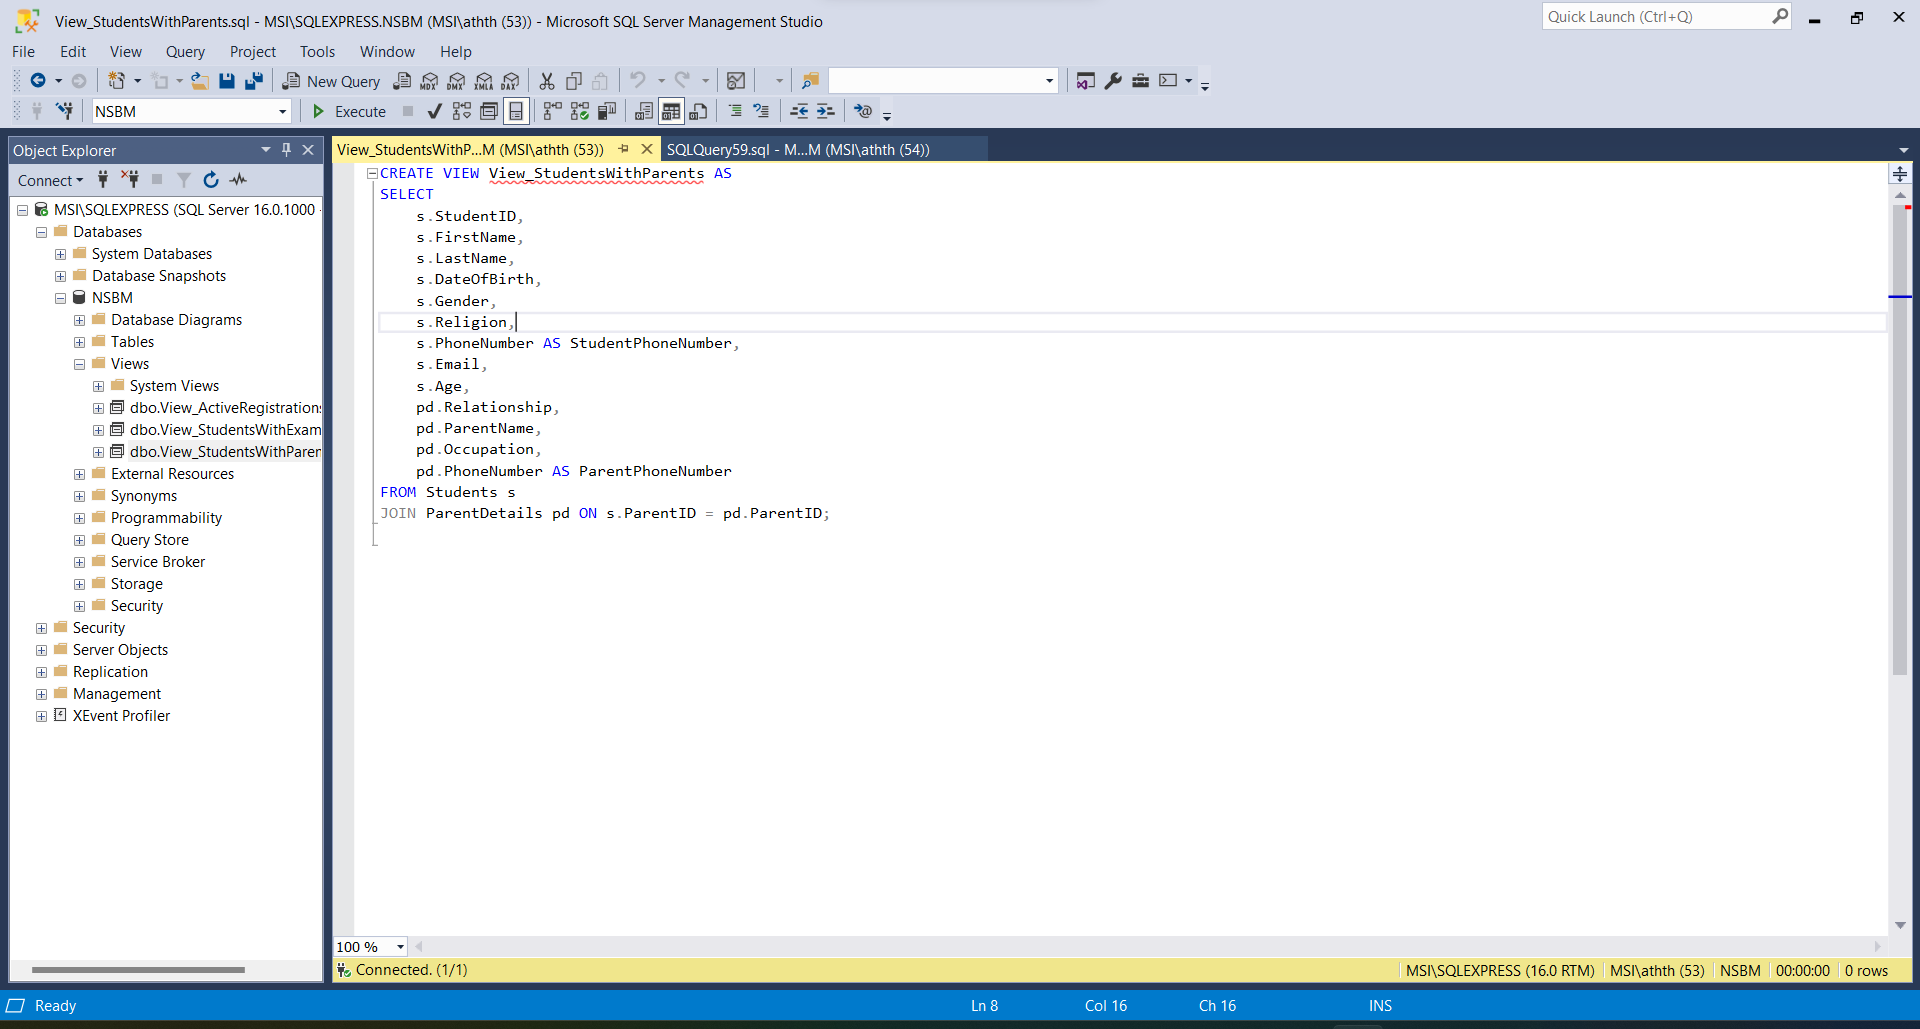 View_StudentsWithParents.sql - MSI\SQLEXPRESS.NSBM (MSI\athth (53)) - Microsoft SQL Server Management Studio
Quick Launch (Ctrl+Q)
File Edit View Query Project Tools Window Help
New Query
MDX DMX XMLA DAX
NSBM
Execute
Object Explorer
View_StudentsWithP...M (MSI\athth (53))
SQLQuery59.sql - M...M (MSI\athth (54))
Connect
MSI\SQLEXPRESS (SQL Server 16.0.1000 -
Databases
System Databases
Database Snapshots
NSBM
Database Diagrams
Tables
Views
System Views
dbo.View_ActiveRegistrations
dbo.View_StudentsWithExam
dbo.View_StudentsWithParen
External Resources
Synonyms
Programmability
Query Store
Service Broker
Storage
Security
Security
Server Objects
Replication
Management
XEvent Profiler
CREATE VIEW View_StudentsWithParents AS
SELECT
s.StudentID,
s.FirstName,
s.LastName,
s.DateOfBirth,
s.Gender,
s.Religion,
s.PhoneNumber AS StudentPhoneNumber,
s.Email,
s.Age,
pd.Relationship,
pd.ParentName,
pd.Occupation,
pd.PhoneNumber AS ParentPhoneNumber
FROM Students s
JOIN ParentDetails pd ON s.ParentID = pd.ParentID;
100 %
Connected. (1/1)
MSI\SQLEXPRESS (16.0 RTM) MSI\athth (53) NSBM 00:00:00 0 rows
Ready
Ln 8 Col 16 Ch 16 INS